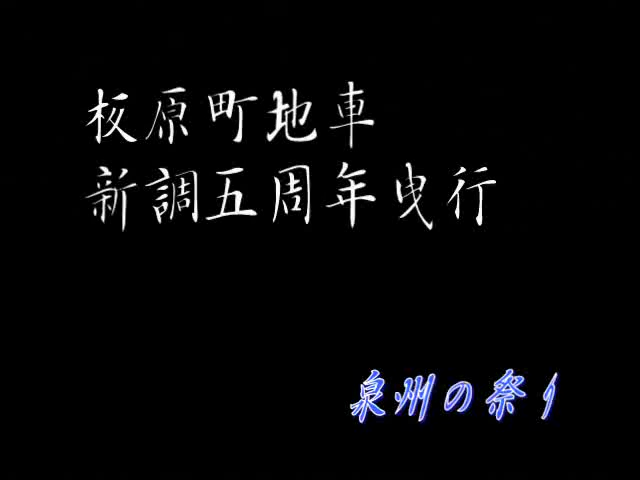 板原町地車
新調五周年曳行
泉州の祭り